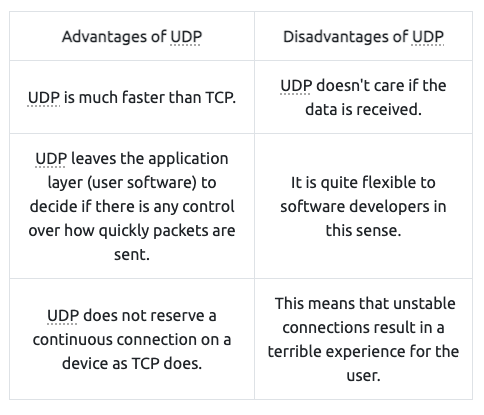 Advantages of UDP
Disadvantages of UDP
UDP is much faster than TCP.
UDP doesn't care if the
data is received.
UDP leaves the application
layer (user software) to
decide if there is any control
over how quickly packets are
sent.
It is quite flexible to
software developers in
this sense.
UDP does not reserve a
continuous connection on a
device as TCP does.
This means that unstable
connections result in a
terrible experience for the
user.